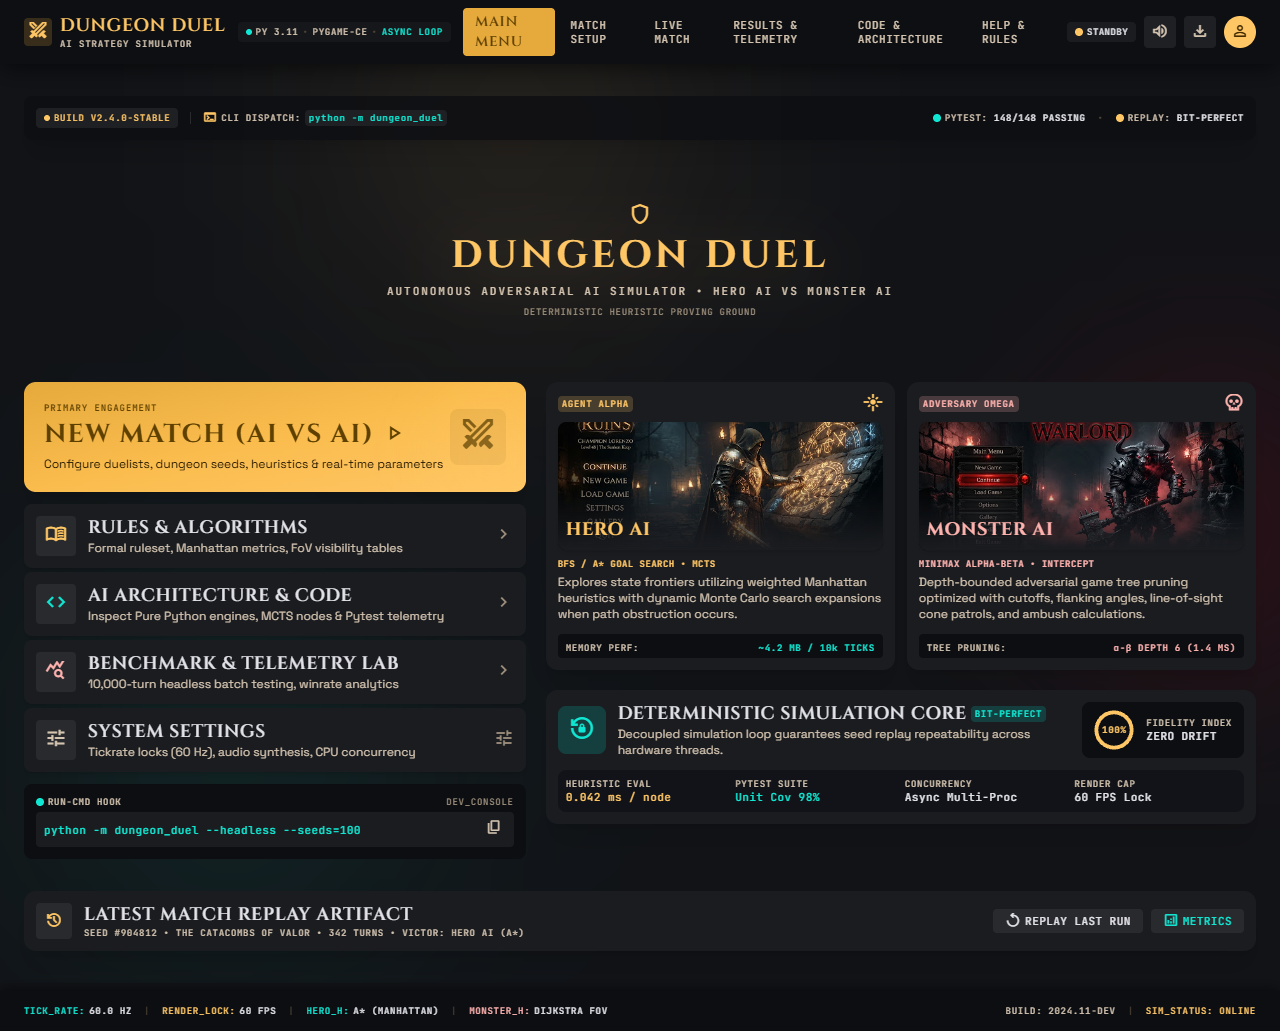 DUNGEON DUEL
AI STRATEGY SIMULATOR
PY 3.11 · PYGAME-CE · ASYNC LOOP
MAIN MENU
MATCH SETUP
LIVE MATCH
RESULTS & TELEMETRY
CODE & ARCHITECTURE
HELP & RULES
STANDBY
BUILD V2.4.0-STABLE
CLI DISPATCH: python -m dungeon_duel
PYTEST: 148/148 PASSING
REPLAY: BIT-PERFECT
DUNGEON DUEL
AUTONOMOUS ADVERSARIAL AI SIMULATOR • HERO AI VS MONSTER AI
DETERMINISTIC HEURISTIC PROVING GROUND
PRIMARY ENGAGEMENT
NEW MATCH (AI VS AI)
Configure duelists, dungeon seeds, heuristics & real-time parameters
RULES & ALGORITHMS
Formal ruleset, Manhattan metrics, FoV visibility tables
AI ARCHITECTURE & CODE
Inspect Pure Python engines, MCTS nodes & Pytest telemetry
BENCHMARK & TELEMETRY LAB
10,000-turn headless batch testing, winrate analytics
SYSTEM SETTINGS
Tickrate locks (60 Hz), audio synthesis, CPU concurrency
RUN-CMD HOOK
DEV_CONSOLE
python -m dungeon_duel --headless --seeds=100
AGENT ALPHA
RUINS
CHAMPION LORENZO
CONTINUE
NEW GAME
LOAD GAME
SETTINGS
HERO AI
BFS / A* GOAL SEARCH • MCTS
Explores state frontiers utilizing weighted Manhattan
heuristics with dynamic Monte Carlo search expansions
when path obstruction occurs.
MEMORY PERF:
~4.2 MB / 10k TICKS
ADVERSARY OMEGA
WARLORD
Main Menu
New Game
Continue
Load Game
Options
MONSTER AI
MINIMAX ALPHA-BETA • INTERCEPT
Depth-bounded adversarial game tree pruning
optimized with cutoffs, flanking angles, line-of-sight
cone patrols, and ambush calculations.
TREE PRUNING:
α-β DEPTH 6 (1.4 MS)
DETERMINISTIC SIMULATION CORE
BIT-PERFECT
Decoupled simulation loop guarantees seed replay repeatability across
hardware threads.
100%
FIDELITY INDEX
ZERO DRIFT
HEURISTIC EVAL
0.042 ms / node
PYTEST SUITE
Unit Cov 98%
CONCURRENCY
Async Multi-Proc
RENDER CAP
60 FPS Lock
LATEST MATCH REPLAY ARTIFACT
SEED #904812 • THE CATACOMBS OF VALOR • 342 TURNS • VICTOR: HERO AI (A*)
REPLAY LAST RUN
METRICS
TICK_RATE: 60.0 HZ | RENDER_LOCK: 60 FPS | HERO_H: A* (MANHATTAN) | MONSTER_H: DIJKSTRA FOV
BUILD: 2024.11-DEV | SIM_STATUS: ONLINE